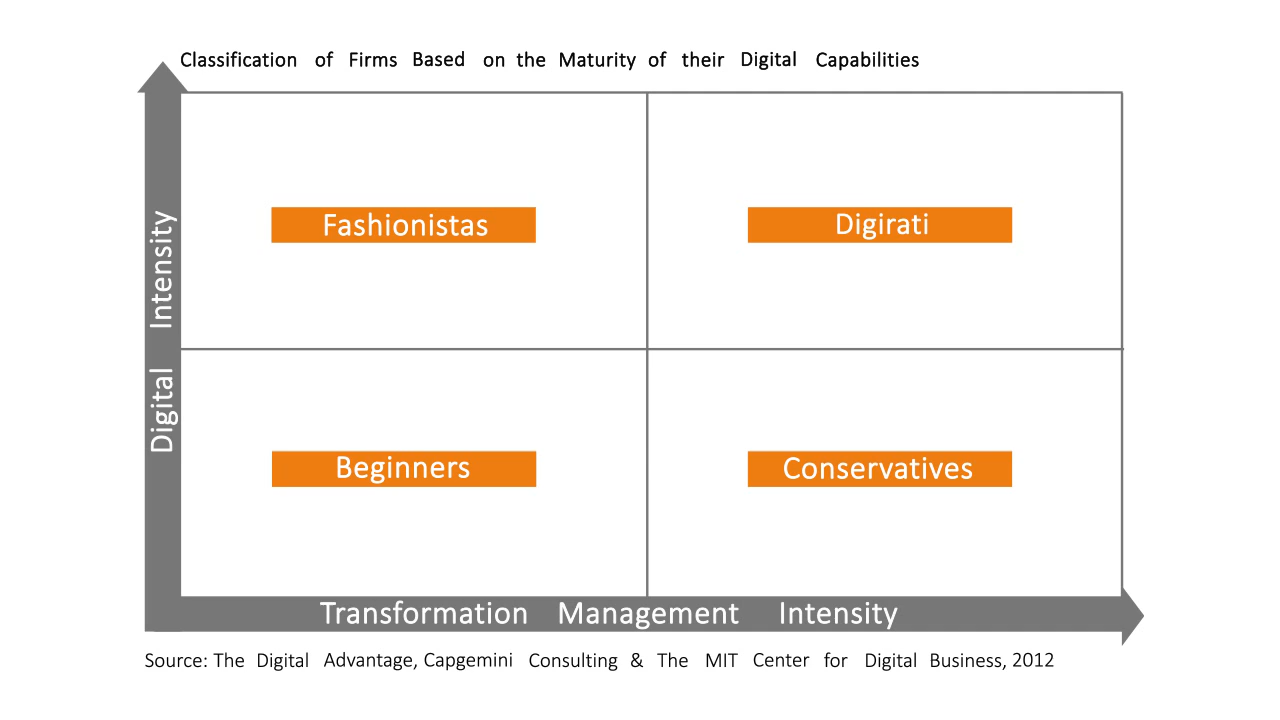 Classification of Firms Based on the Maturity of their Digital Capabilities
Digital Intensity
Fashionistas
Digirati
Beginners
Conservatives
Transformation Management Intensity
Source: The Digital Advantage, Capgemini Consulting & The MIT Center for Digital Business, 2012